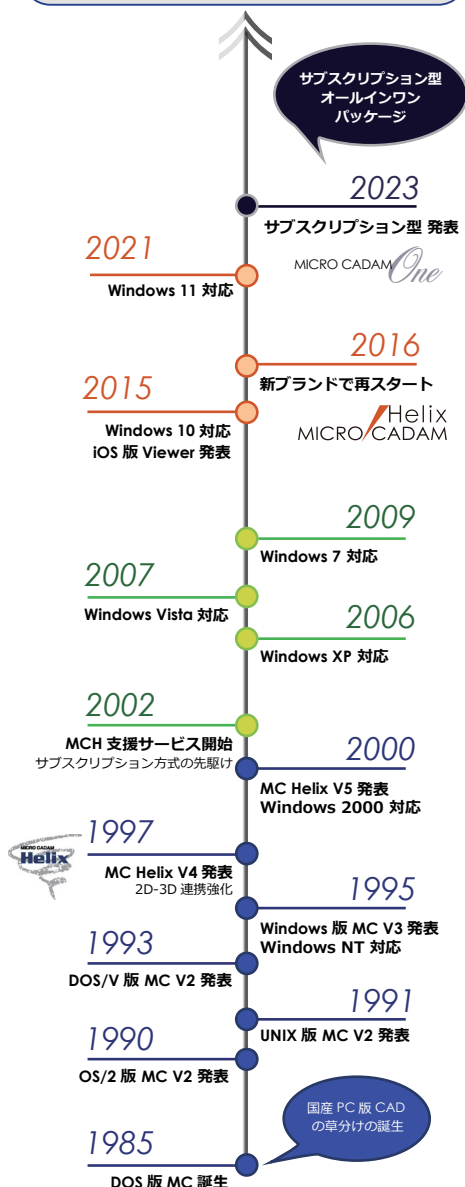 サブスクリプション型
オールインワン
パッケージ
2023
サブスクリプション型 発表
MICRO CADAM One
2021
Windows 11 対応
2016
新ブランドで再スタート
Helix
MICRO CADAM
2015
Windows 10 対応
iOS 版 Viewer 発表
2009
Windows 7 対応
2007
Windows Vista 対応
2006
Windows XP 対応
2002
MCH 支援サービス開始
サブスクリプション方式の先駆け
2000
MC Helix V5 発表
Windows 2000 対応
1997
MICRO CADAM
Helix
MC Helix V4 発表
2D-3D 連携強化
1995
Windows 版 MC V3 発表
Windows NT 対応
1993
DOS/V 版 MC V2 発表
1991
UNIX 版 MC V2 発表
1990
OS/2 版 MC V2 発表
国産 PC 版 CAD
の草分けの誕生
1985
DOS 版 MC 誕生